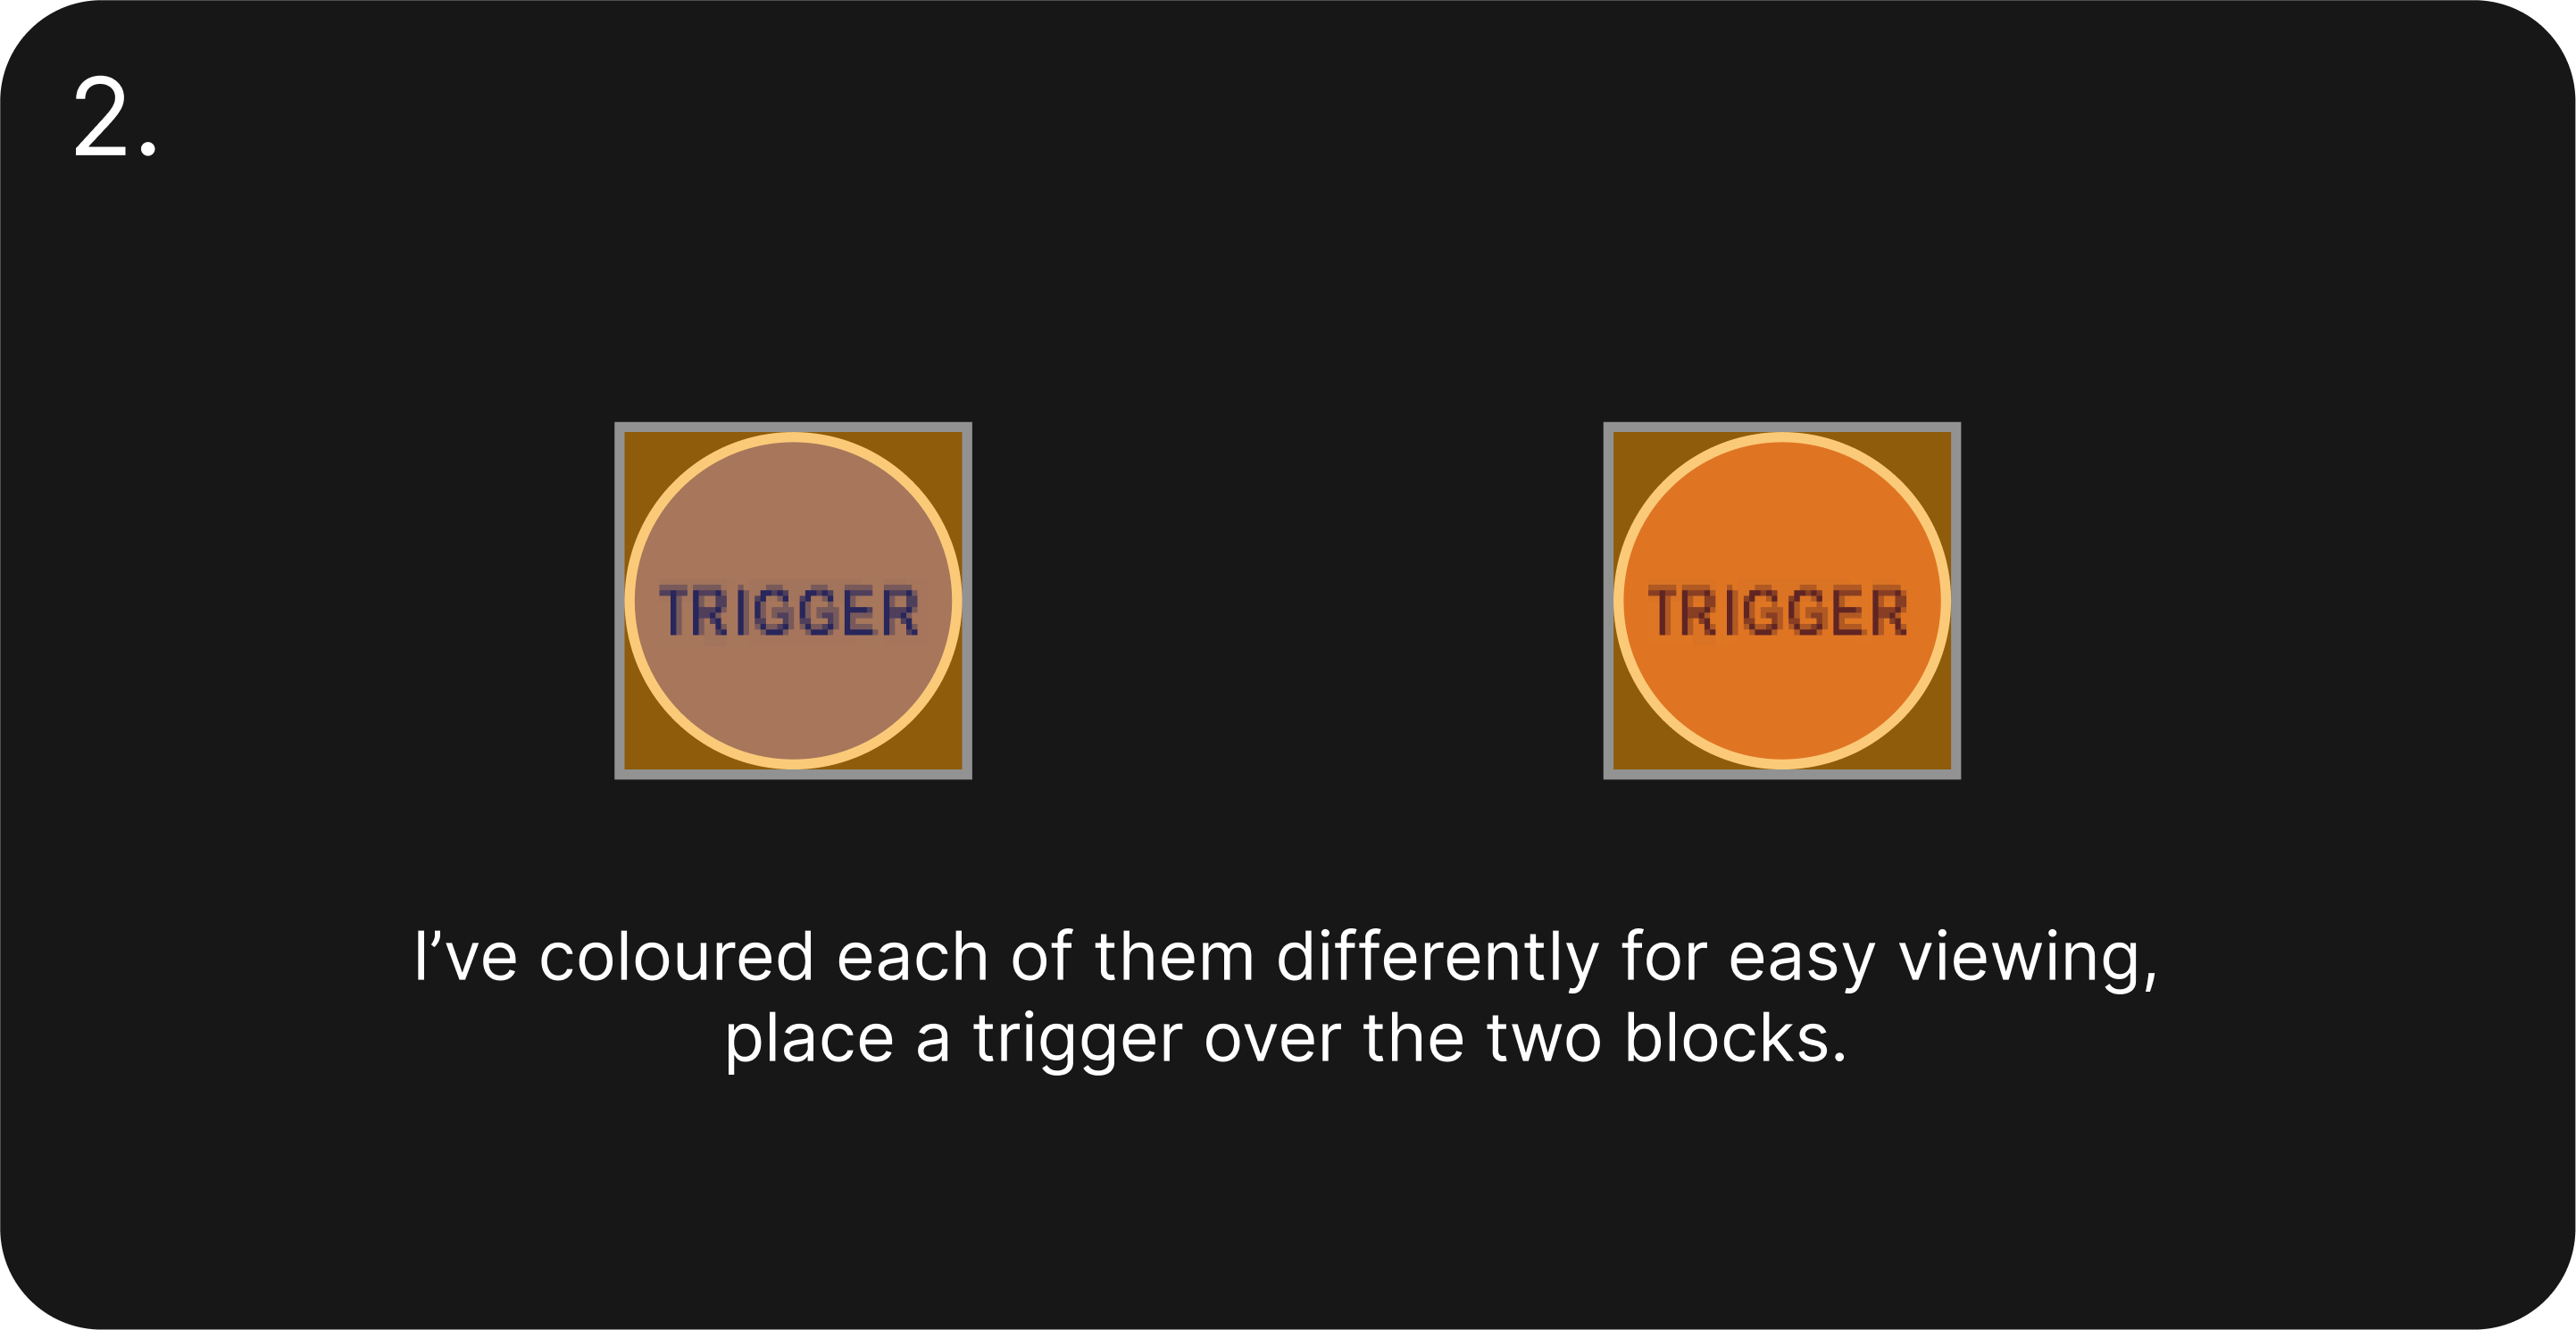 2.
TRIGGER TRIGGER
I’ve coloured each of them differently for easy viewing,
place a trigger over the two blocks.